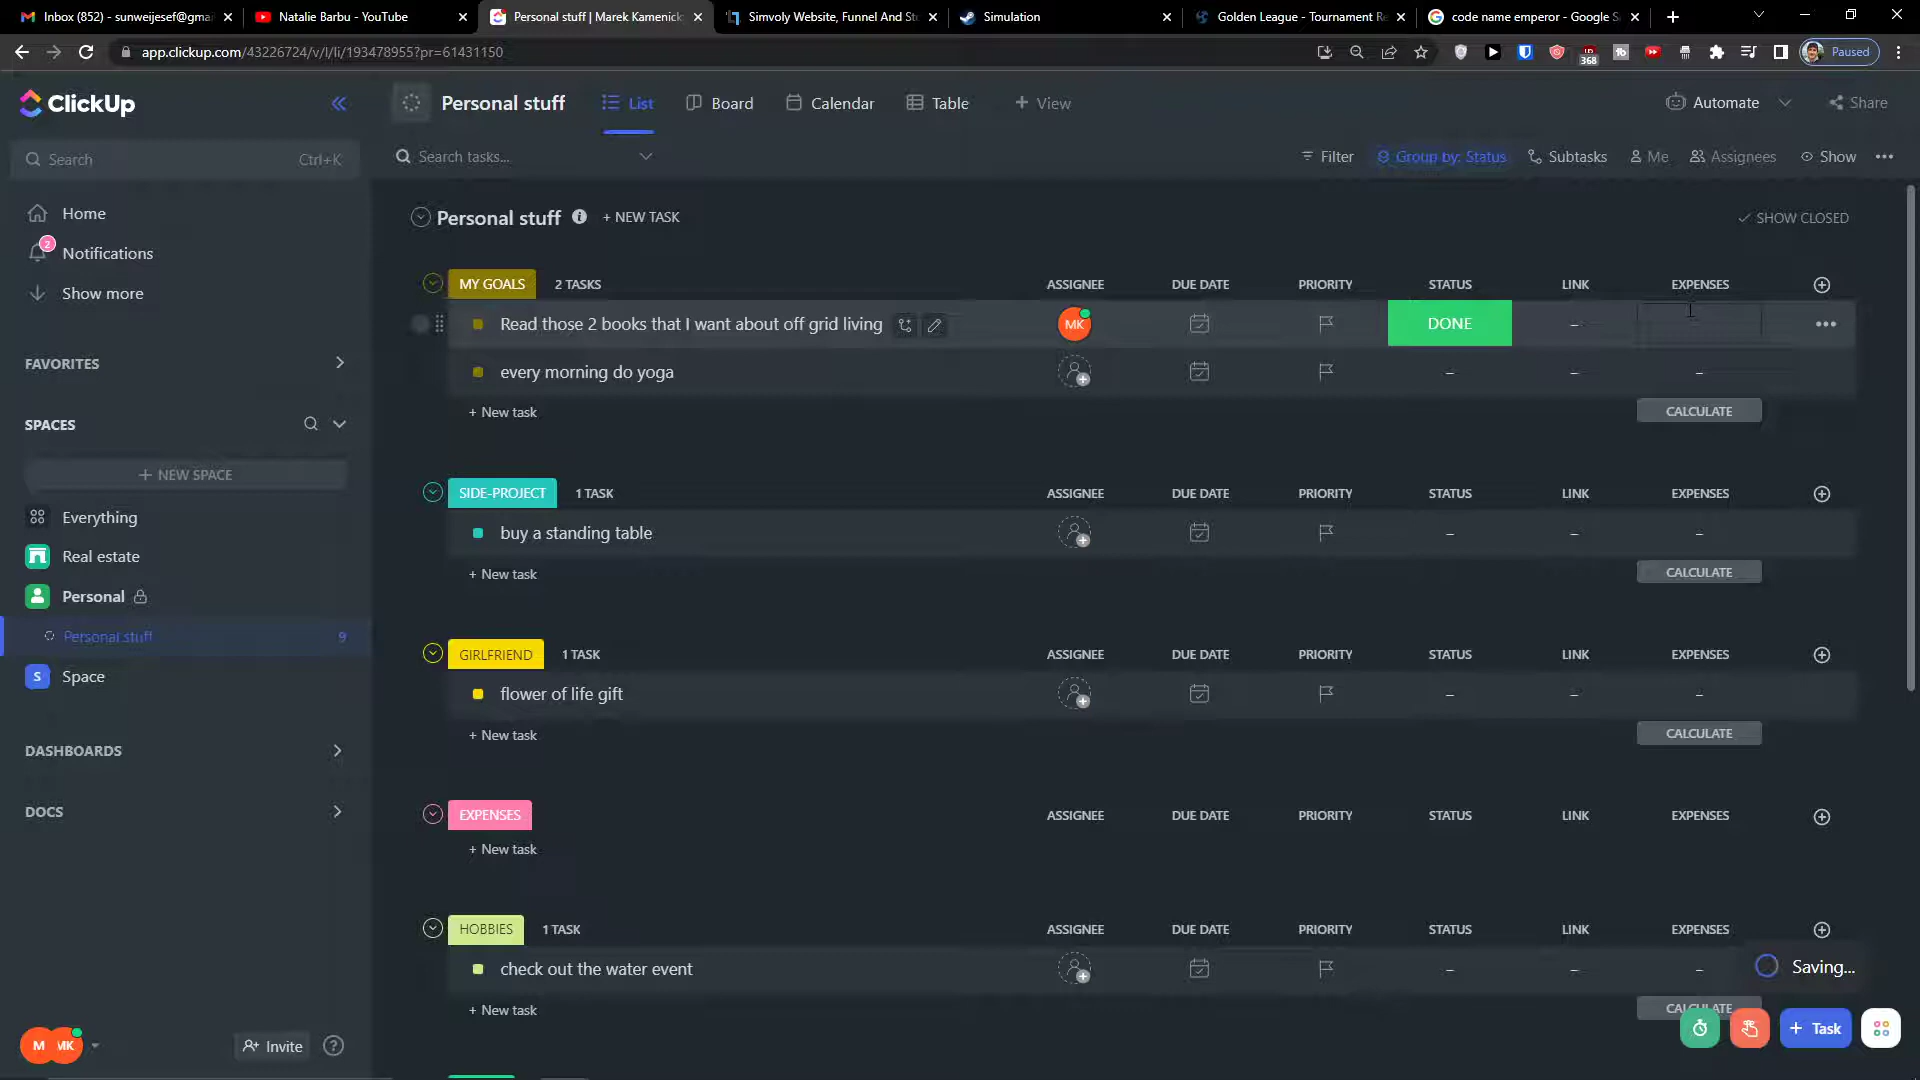 Inbox (852) - sunweijesef@gma
Natalie Barbu - YouTube
Personal stuff | Marek Kamenick
Simvoly Website, Funnel And St
Simulation
Golden League - Tournament Re
code name emperor - Google S
app.clickup.com/43226724/v/l/li/193478955?pr=61431150
368
Paused
ClickUp
Personal stuff
List
Board
Calendar
Table
+ View
Automate
Share
Search
Ctrl+K
Search tasks...
Filter
Group by: Status
Subtasks
Me
Assignees
Show
Home
2
Notifications
Show more
FAVORITES
SPACES
+ NEW SPACE
Everything
Real estate
Personal
Personal stuff
9
S
Space
DASHBOARDS
DOCS
M
MK
Invite
?
Personal stuff
+ NEW TASK
SHOW CLOSED
MY GOALS
2 TASKS
ASSIGNEE
DUE DATE
PRIORITY
STATUS
LINK
EXPENSES
Read those 2 books that I want about off grid living
MK
DONE
–
every morning do yoga
–
–
–
+ New task
CALCULATE
SIDE-PROJECT
1 TASK
ASSIGNEE
DUE DATE
PRIORITY
STATUS
LINK
EXPENSES
buy a standing table
–
–
–
+ New task
CALCULATE
GIRLFRIEND
1 TASK
ASSIGNEE
DUE DATE
PRIORITY
STATUS
LINK
EXPENSES
flower of life gift
–
–
–
+ New task
CALCULATE
EXPENSES
ASSIGNEE
DUE DATE
PRIORITY
STATUS
LINK
EXPENSES
+ New task
HOBBIES
1 TASK
ASSIGNEE
DUE DATE
PRIORITY
STATUS
LINK
EXPENSES
check out the water event
–
–
–
Saving...
+ New task
CALCULATE
+ Task